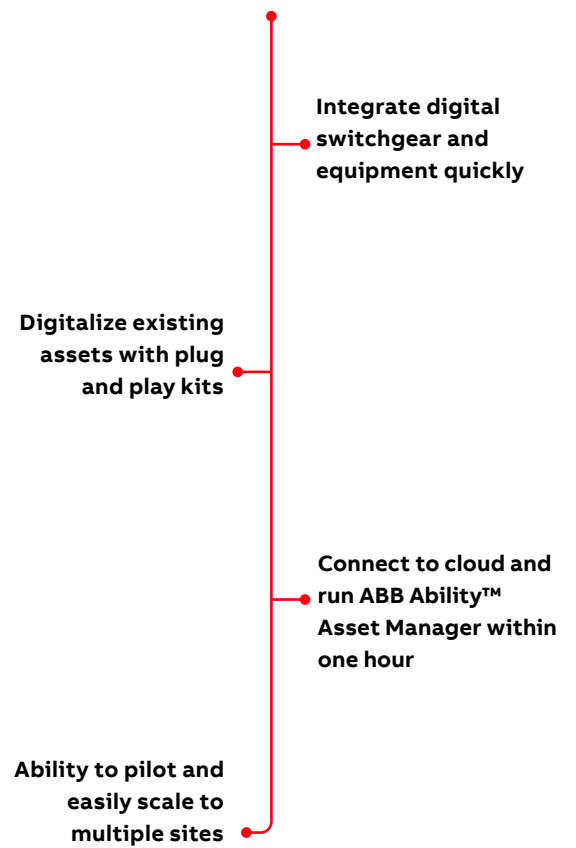 Integrate digital
switchgear and
equipment quickly
Digitalize existing
assets with plug
and play kits
Connect to cloud and
run ABB Ability™
Asset Manager within
one hour
Ability to pilot and
easily scale to
multiple sites